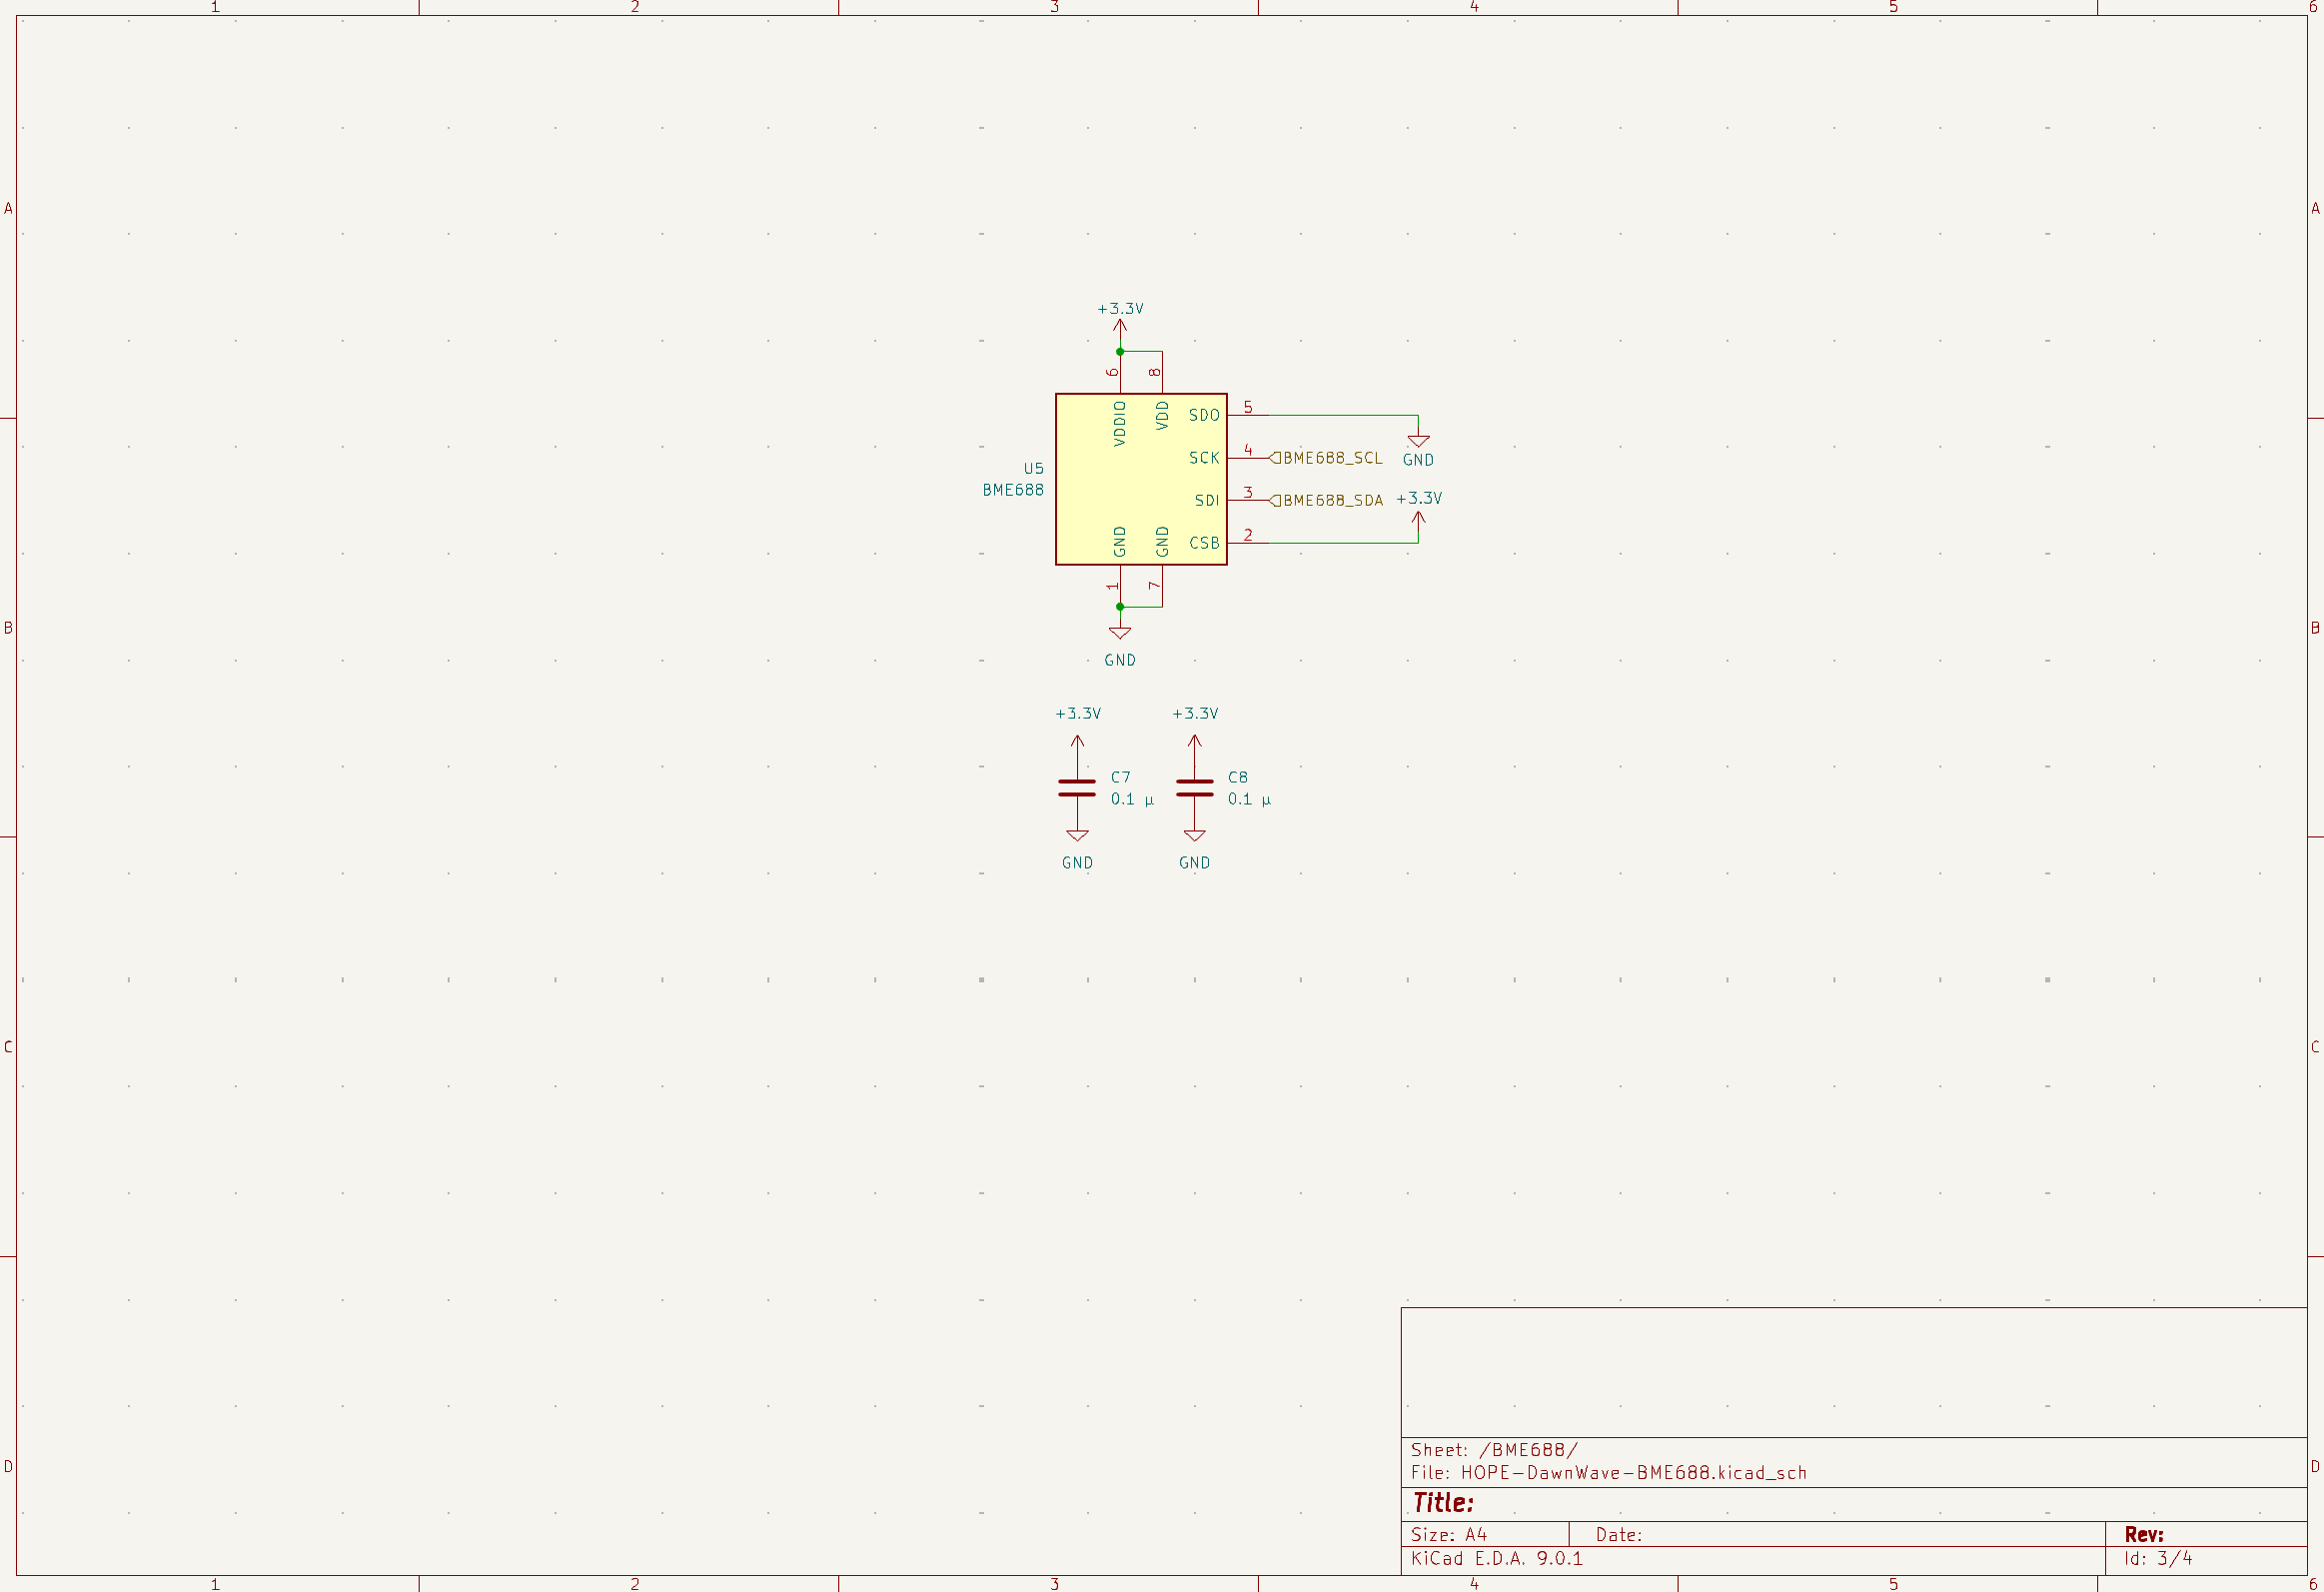 1 2 3 4 5 6
A A
+3.3V
6 8
VDDIO VDD SDO 5
SCK 4 BME688_SCL GND
U5
BME688
SDI 3 BME688_SDA +3.3V
GND GND CSB 2
1 7
B B
GND
+3.3V +3.3V
C7 C8
0.1 µ 0.1 µ
GND GND
C C
D D
Sheet: /BME688/
File: HOPE-DawnWave-BME688.kicad_sch
Title:
Size: A4 Date: Rev:
KiCad E.D.A. 9.0.1 Id: 3/4
1 2 3 4 5 6